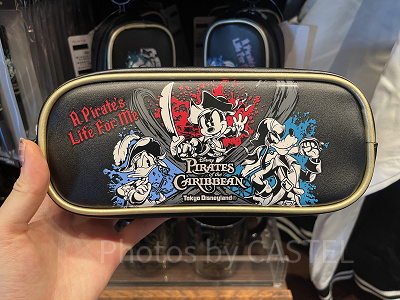 A Pirate's
Life For Me
Disney
PIRATES
of the
CARIBBEAN
Tokyo Disneyland®
Photos by CASTEL